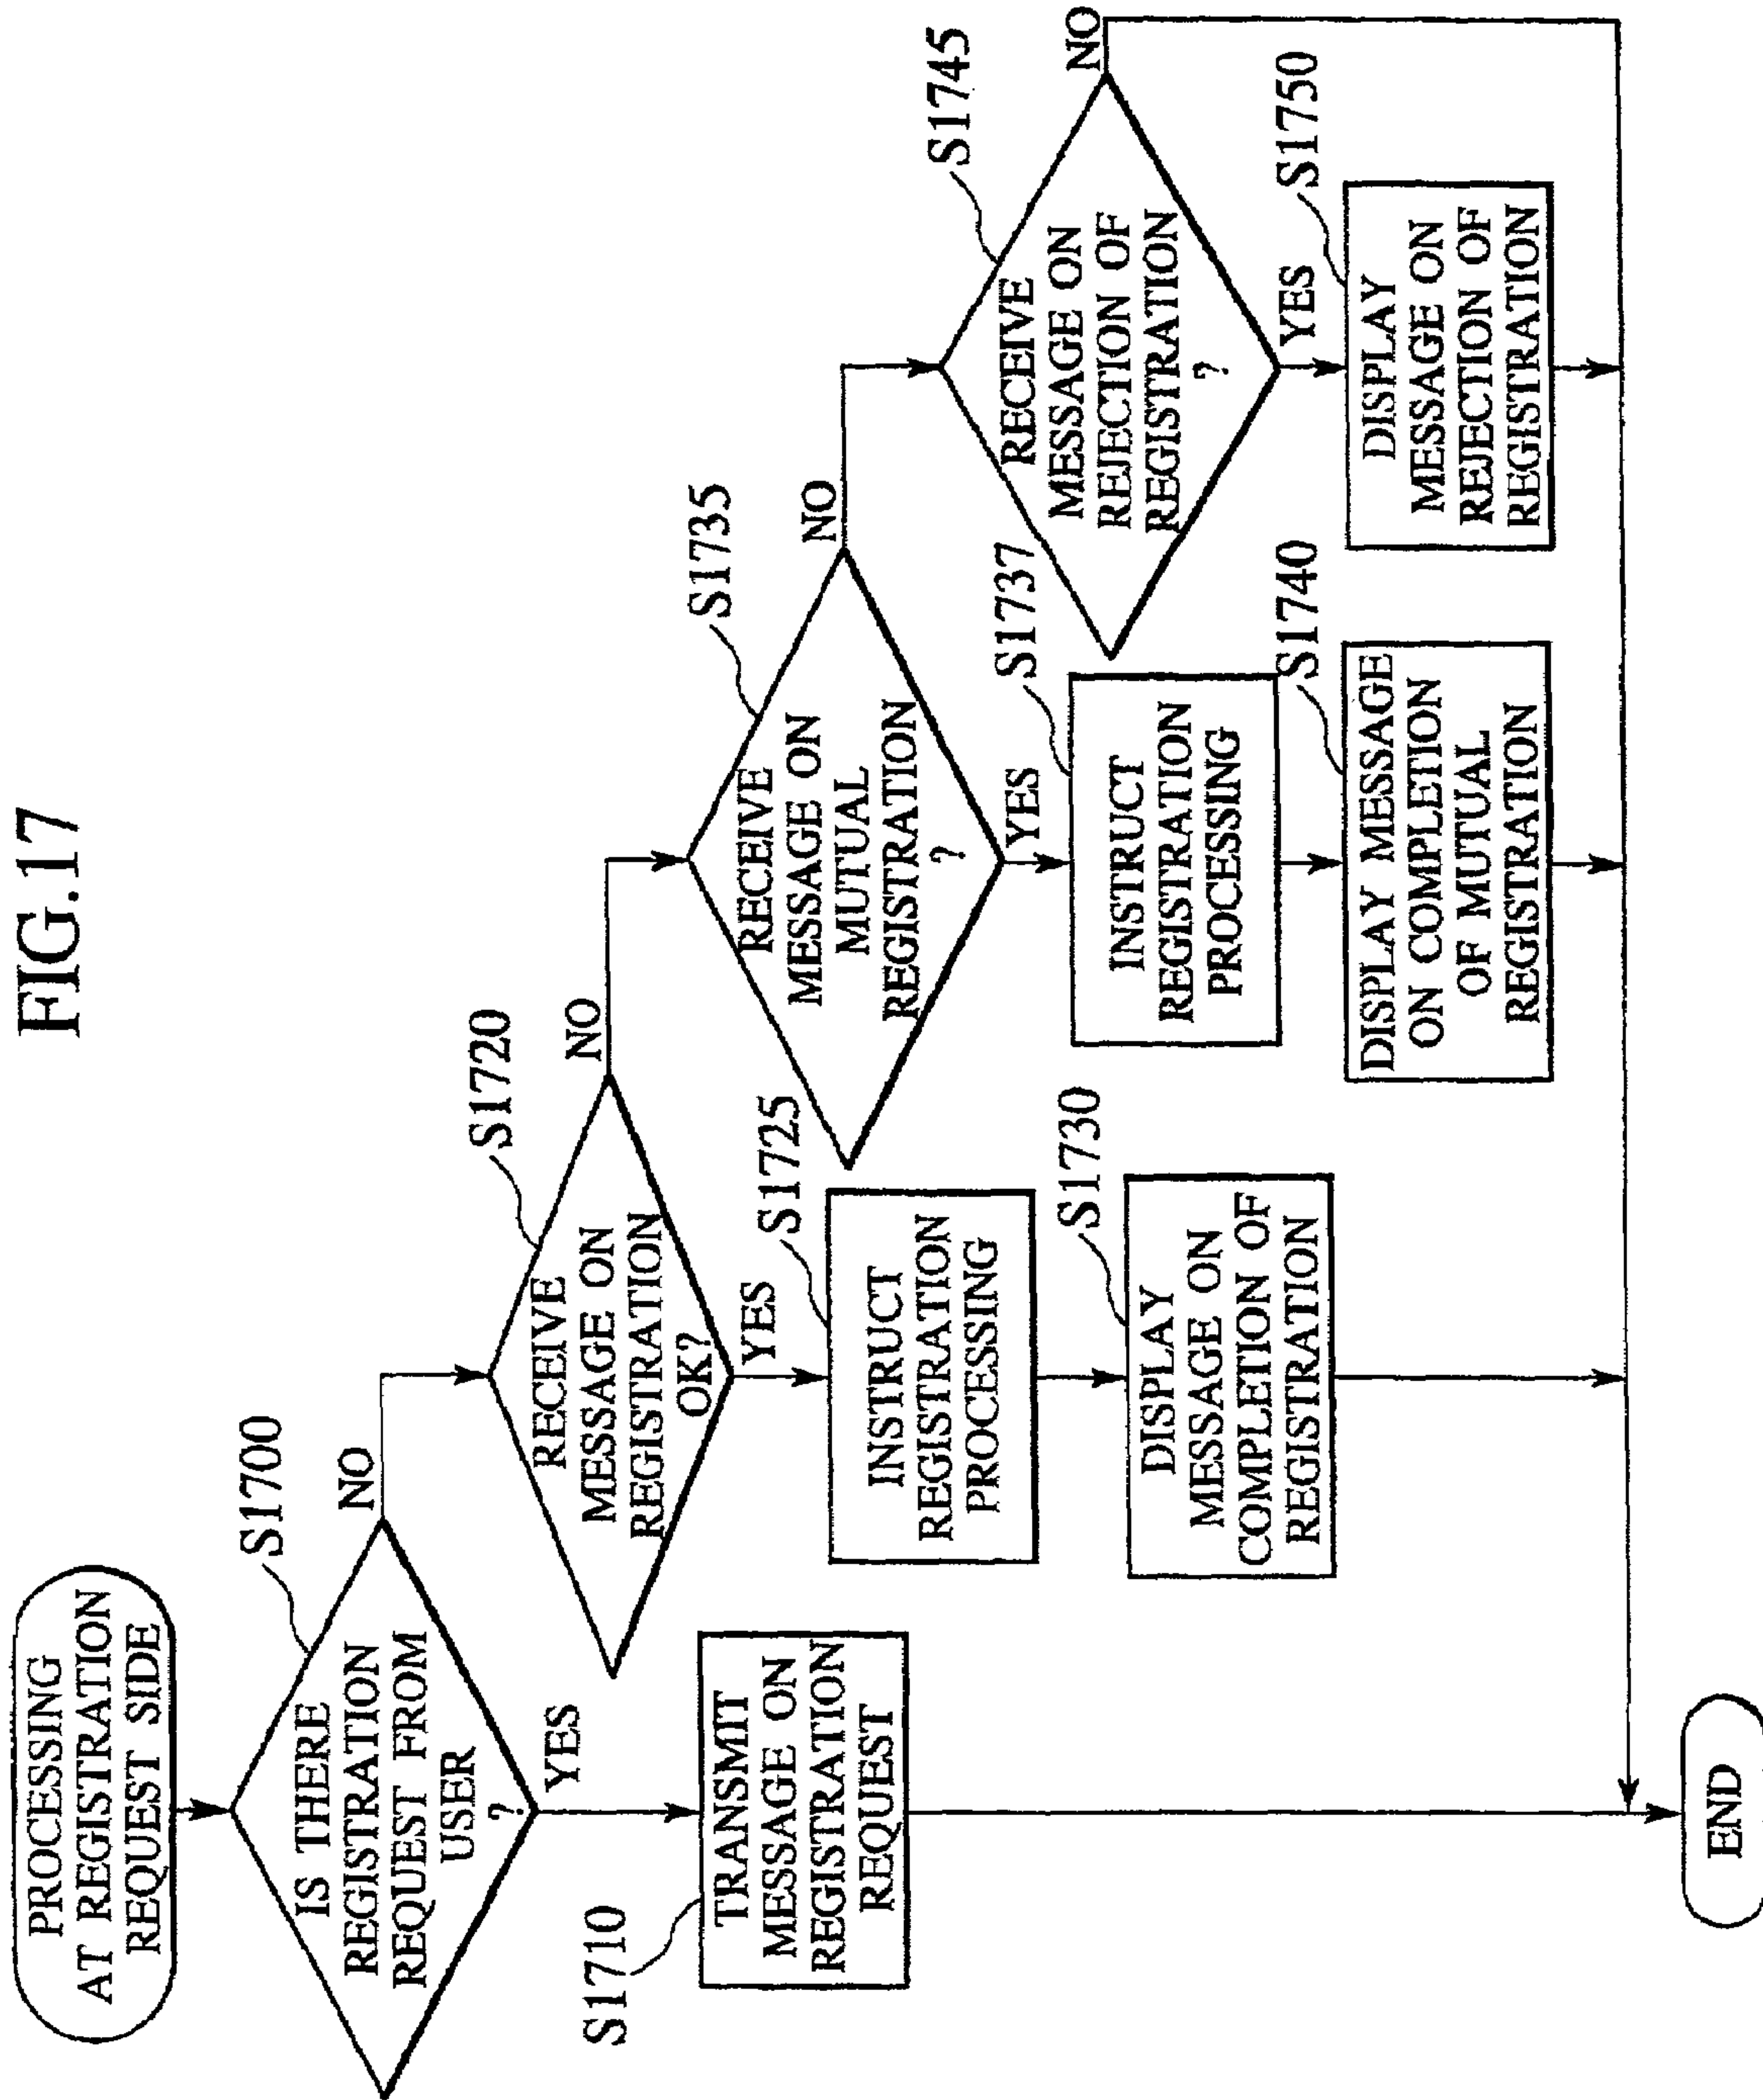 FIG.17
PROCESSING
AT REGISTRATION
REQUEST SIDE
S1700
IS THERE
REGISTRATION
REQUEST FROM
USER
?
NO
YES
S1710
TRANSMIT
MESSAGE ON
REGISTRATION
REQUEST
S1720
RECEIVE
MESSAGE ON
REGISTRATION
OK?
NO
YES
S1725
INSTRUCT
REGISTRATION
PROCESSING
S1730
DISPLAY
MESSAGE ON
COMPLETION OF
REGISTRATION
S1735
RECEIVE
MESSAGE ON
MUTUAL
REGISTRATION
?
NO
YES
S1737
INSTRUCT
REGISTRATION
PROCESSING
S1740
DISPLAY MESSAGE
ON COMPLETION
OF MUTUAL
REGISTRATION
S1745
RECEIVE
MESSAGE ON
REJECTION OF
REGISTRATION
?
NO
YES
S1750
DISPLAY
MESSAGE ON
REJECTION OF
REGISTRATION
END